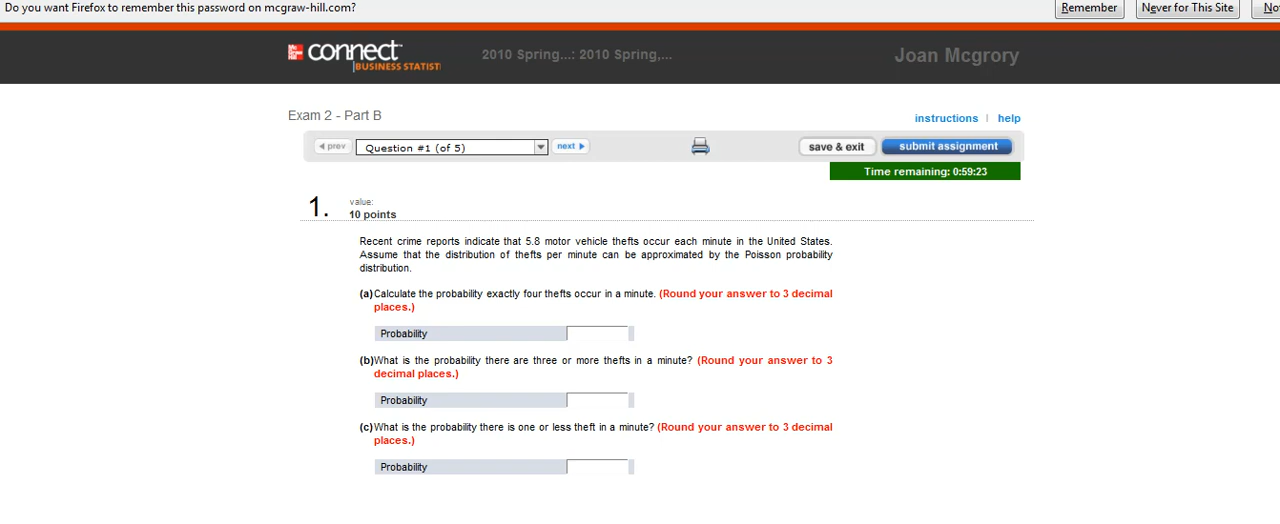 Do you want Firefox to remember this password on mcgraw-hill.com? Remember Never for This Site
connect
BUSINESS STATIST
2010 Spring...: 2010 Spring,... Joan Mcgrory
Exam 2 - Part B
instructions | help
prev Question #1 (of 5) next save & exit submit assignment
Time remaining: 0:59:23
1. value:
10 points
Recent crime reports indicate that 5.8 motor vehicle thefts occur each minute in the United States.
Assume that the distribution of thefts per minute can be approximated by the Poisson probability
distribution.
(a)Calculate the probability exactly four thefts occur in a minute. (Round your answer to 3 decimal
places.)
Probability
(b)What is the probability there are three or more thefts in a minute? (Round your answer to 3
decimal places.)
Probability
(c)What is the probability there is one or less theft in a minute? (Round your answer to 3 decimal
places.)
Probability